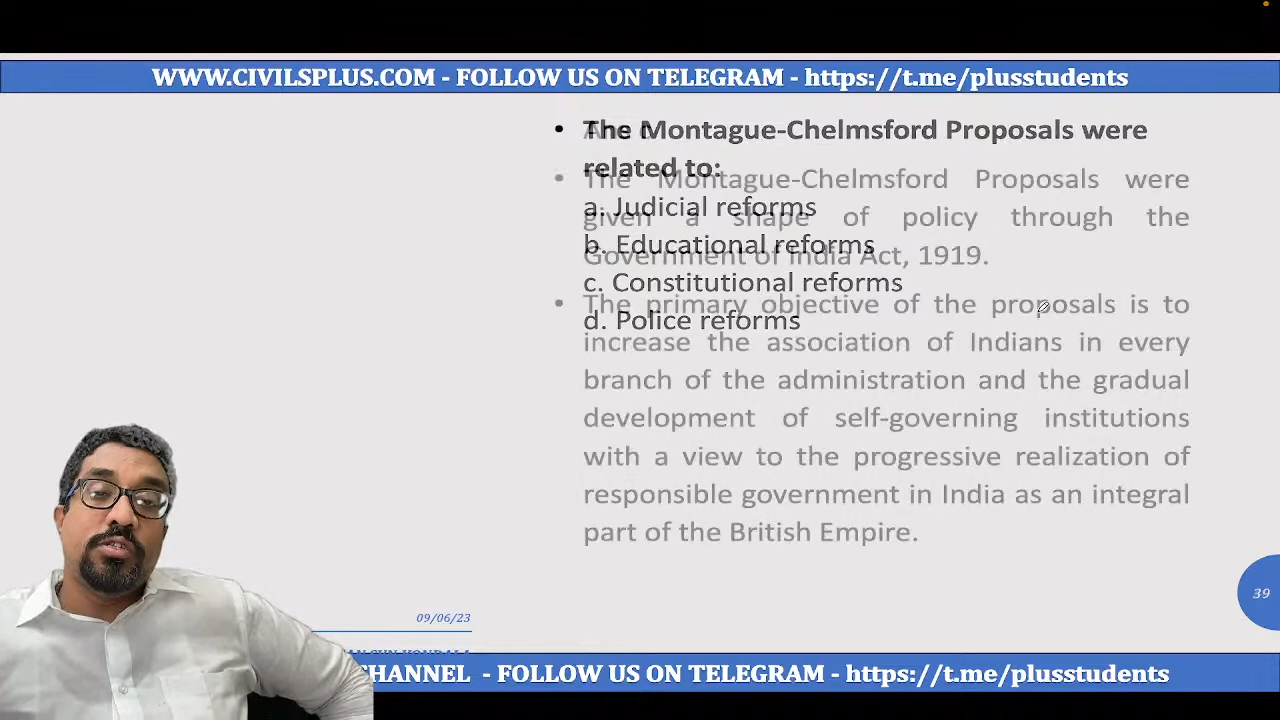 WWW.CIVILSPLUS.COM - FOLLOW US ON TELEGRAM - https://t.me/plusstudents
• The Montague-Chelmsford Proposals were
related to:
a. Judicial reforms
b. Educational reforms
c. Constitutional reforms
d. Police reforms
• The Montague-Chelmsford Proposals were
given a shape of policy through the
Government of India Act, 1919.
• The primary objective of the proposals is to
increase the association of Indians in every
branch of the administration and the gradual
development of self-governing institutions
with a view to the progressive realization of
responsible government in India as an integral
part of the British Empire.
39
09/06/23
CHANNEL - FOLLOW US ON TELEGRAM - https://t.me/plusstudents